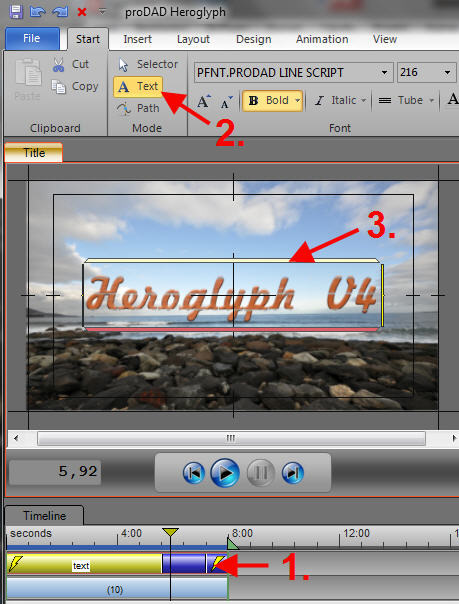 proDAD Heroglyph
File Start Insert Layout Design Animation View
Paste
Cut
Copy
Clipboard
Selector
A Text
Path
Mode
PFNT.PRODAD LINE SCRIPT 216
A A B Bold I Italic Tube A
Font
2.
Title
3.
Heroglyph V4
5,92
Timeline
seconds 4:00 8:00 12:00
text
1.
(10)